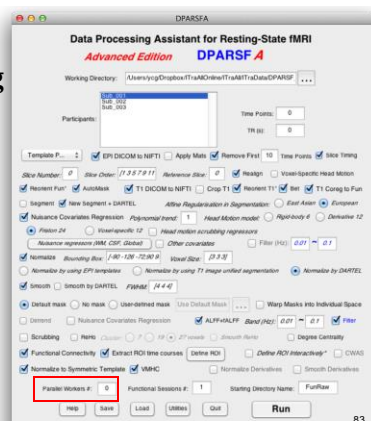 DPARSFA
Data Processing Assistant for Resting-State fMRI
Advanced Edition DPARSF A
g
Working Directory: /Users/ycg/Dropbox/ITraAllOnline/ITraAll/ITraData/DPARSF ...
Sub_001
Sub_002
Sub_003
Participants:
Time Points: 0
TR (s): 0
Template P... EPI DICOM to NIFTI Apply Mats Remove First 10 Time Points Slice Timing
Slice Number: 0 Slice Order: [1 3 5 7 9 11 Reference Slice: 0 Realign Voxel-Specific Head Motion
Reorient Fun* AutoMask T1 DICOM to NIFTI Crop T1 Reorient T1* Bet T1 Coreg to Fun
Segment New Segment + DARTEL Affine Regularisation in Segmentation: East Asian European
Nuisance Covariates Regression Polynomial trend: 1 Head Motion model: Rigid-body 6 Derivative 12
Friston 24 Voxel-specific 12 Head motion scrubbing regressors
Nuisance regressors (WM, CSF, Global) Other covariates Filter (Hz): 0.01 ~ 0.1
Normalize Bounding Box: [-90 -126 -72;90 9 Voxel Size: [3 3 3]
Normalize by using EPI templates Normalize by using T1 image unified segmentation Normalize by DARTEL
Smooth Smooth by DARTEL FWHM: [4 4 4]
Default mask No mask User-defined mask Use Default Mask ... Warp Masks into Individual Space
Detrend Nuisance Covariates Regression ALFF+fALFF Band (Hz): 0.01 ~ 0.1 Filter
Scrubbing ReHo Cluster: 7 19 27 voxels Smooth ReHo Degree Centrality
Functional Connectivity Extract ROI time courses Define ROI Define ROI Interactively* CWAS
Normalize to Symmetric Template VMHC Normalize Derivatives Smooth Derivatives
Parallel Workers #: 0 Functional Sessions #: 1 Starting Directory Name: FunRaw
Help Save Load Utilities Quit Run
83